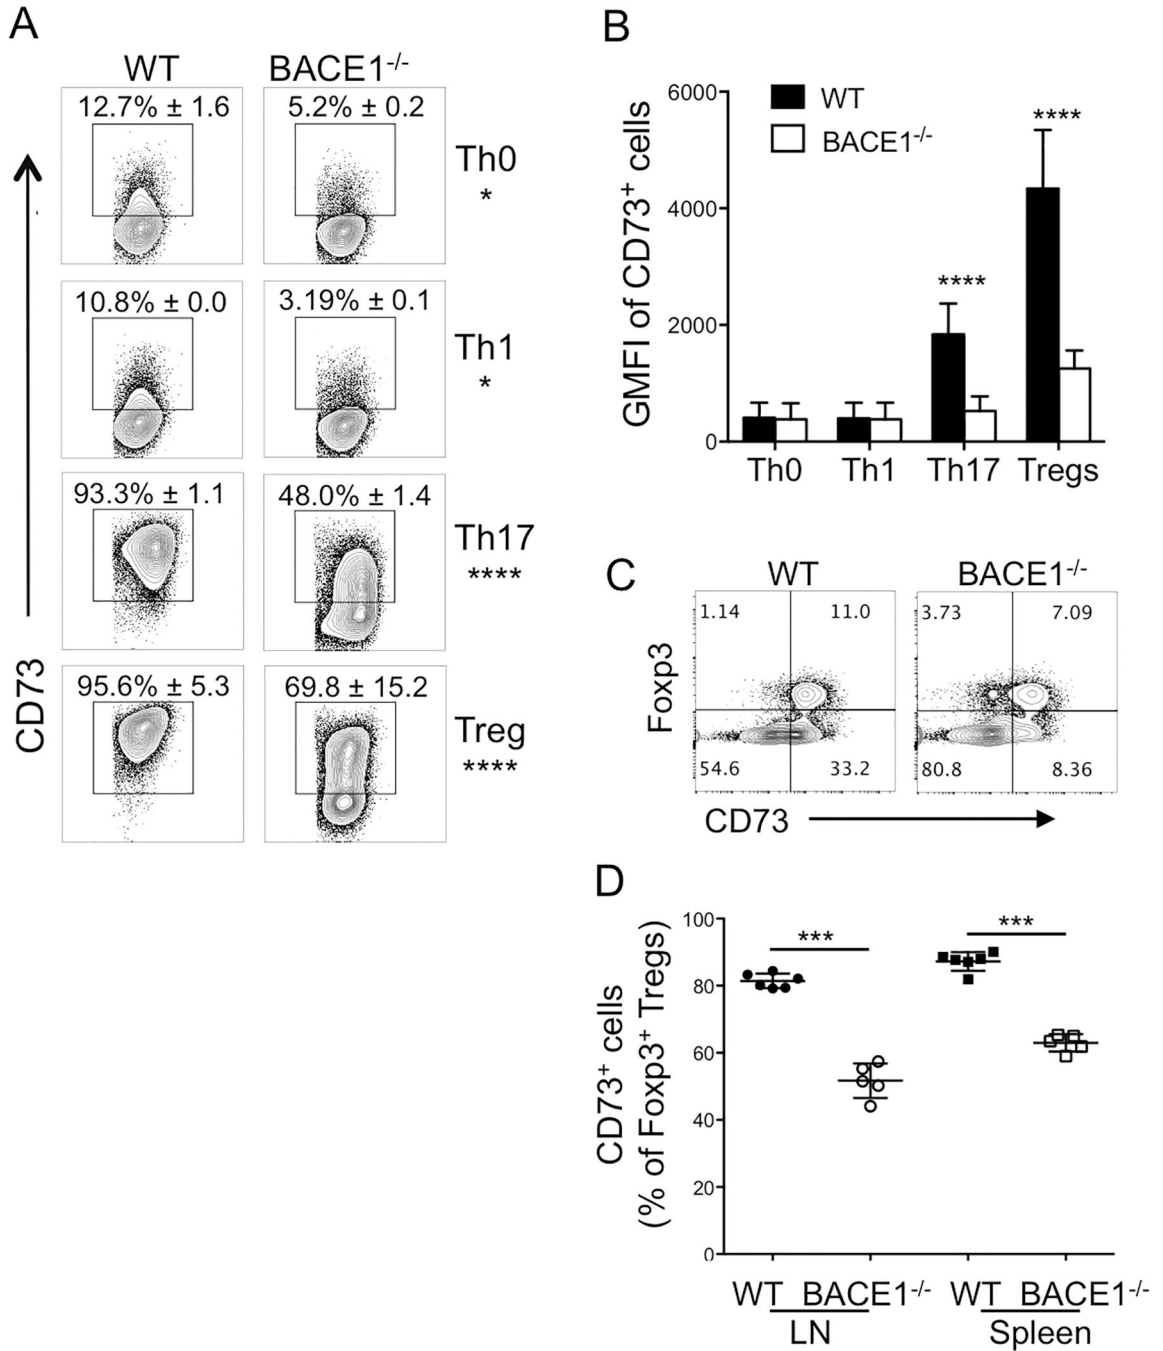 A
WT BACE1-/-
12.7% ± 1.6 5.2% ± 0.2
Th0
*
10.8% ± 0.0 3.19% ± 0.1
Th1
*
93.3% ± 1.1 48.0% ± 1.4
Th17
****
95.6% ± 5.3 69.8 ± 15.2
Treg
****
CD73
B
WT
BACE1-/-
****
****
6000
4000
2000
0
GMFI of CD73+ cells
Th0 Th1 Th17 Tregs
C
WT BACE1-/-
1.14 11.0 3.73 7.09
54.6 33.2 80.8 8.36
Foxp3
CD73
D
100
80
60
40
20
0
CD73+ cells
(% of Foxp3+ Tregs)
*** ***
WT BACE1-/- WT BACE1-/-
LN Spleen